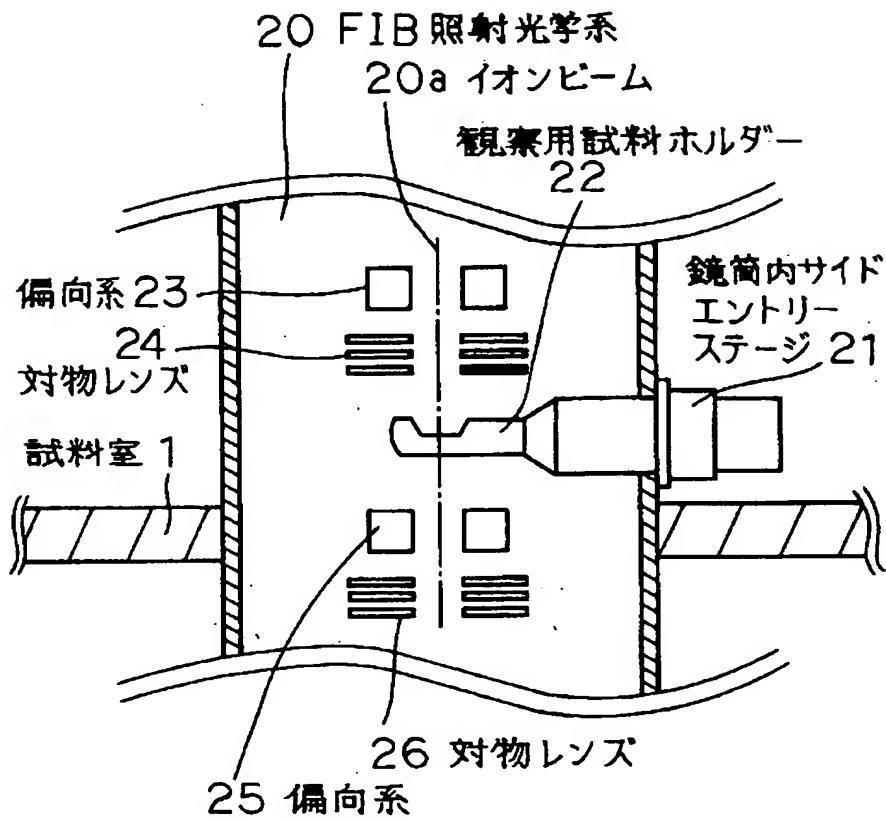 20 FIB照射光学系
20a イオンビーム
観察用試料ホルダー
22
偏向系23
24
対物レンズ
試料室1
鏡筒内サイド
エントリー
ステージ 21
26 対物レンズ
25 偏向系